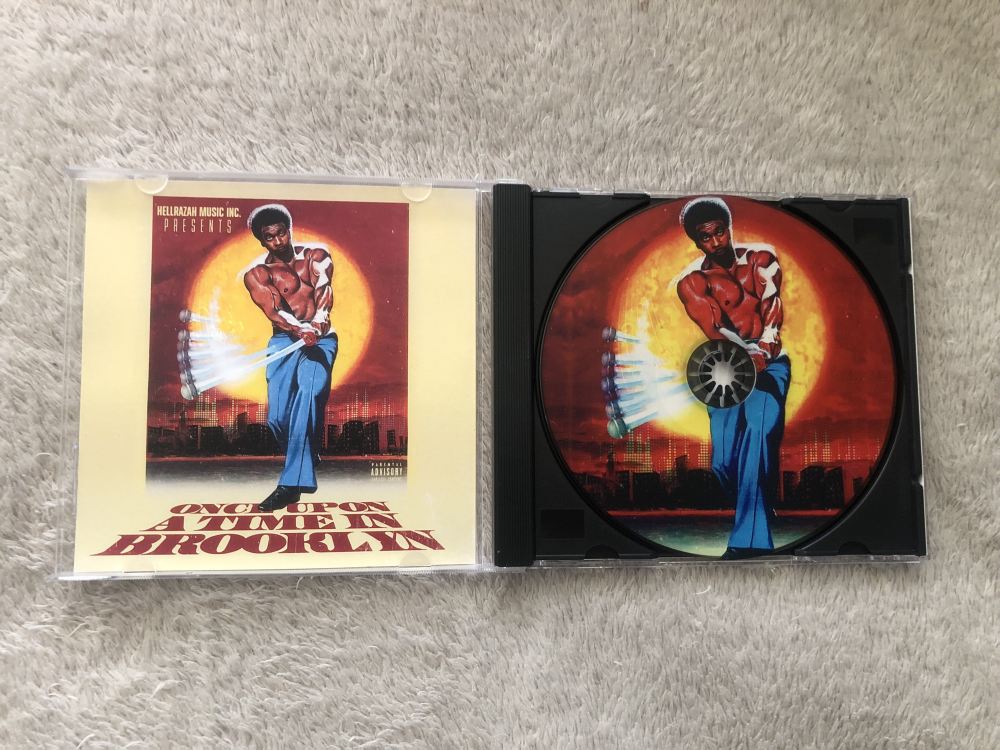 HELLRAZAH MUSIC INC.
PRESENTS
PARENTAL
ADVISORY
ONCE UPON
A TIME IN
BROOKLYN